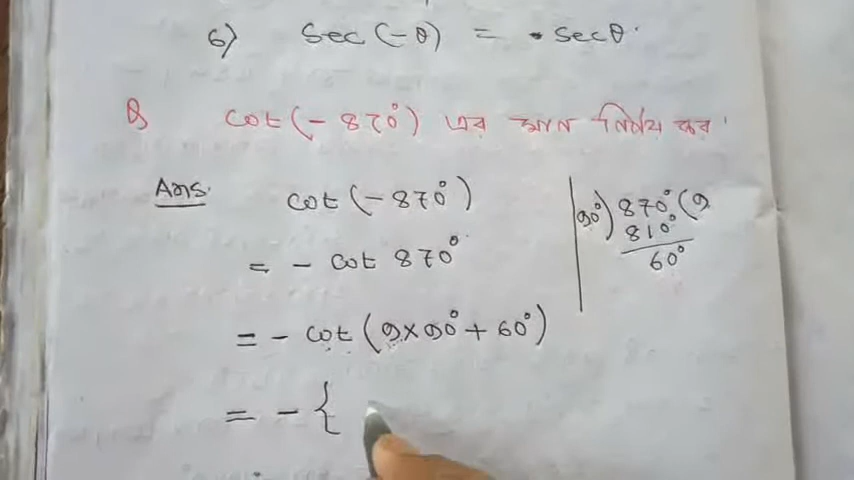 6) Sec (-θ) = - secθ.
Q cot (- 870°) এর মান নির্ণয় কর
Ans. cot (- 870°)
= - cot 870°
= - cot (9×90° + 60°)
= - {
90°) 870° (9
810°
60°